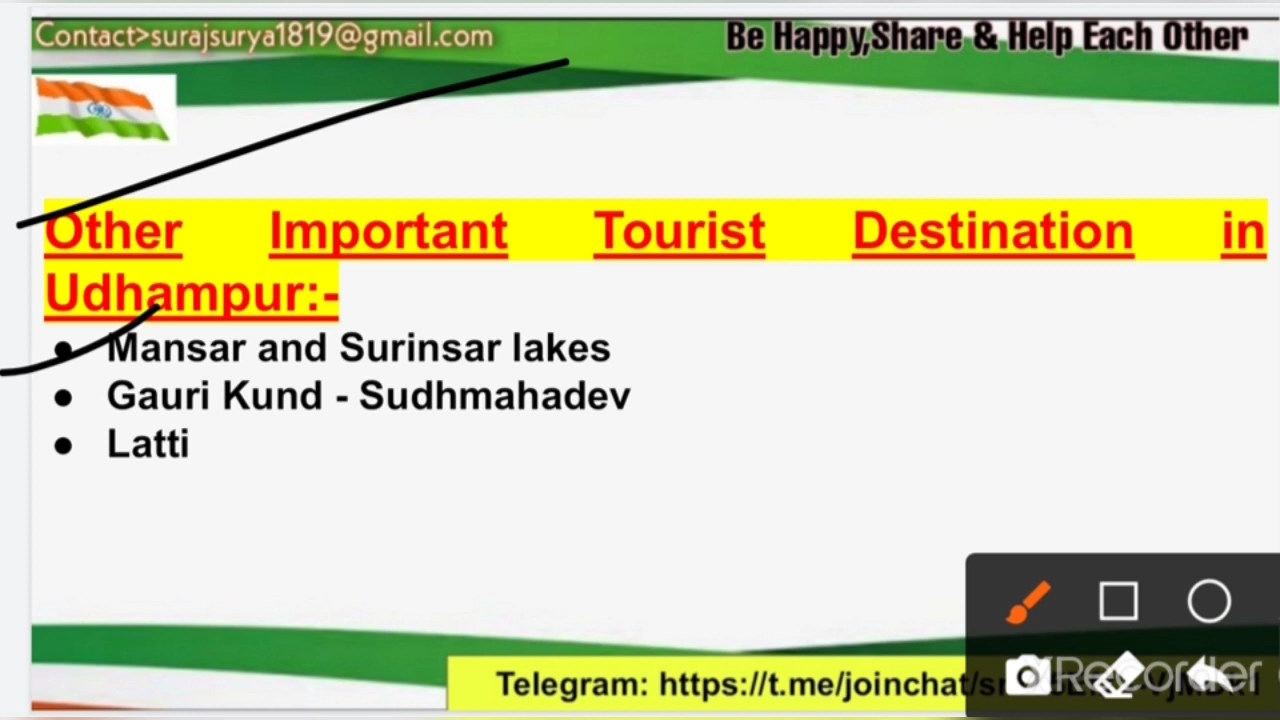 Contact>surajsurya1819@gmail.com
Be Happy,Share & Help Each Other
Other Important Tourist Destination in
Udhampur:-
● Mansar and Surinsar lakes
● Gauri Kund - Sudhmahadev
● Latti
Telegram: https://t.me/joinchat/
XRecorder